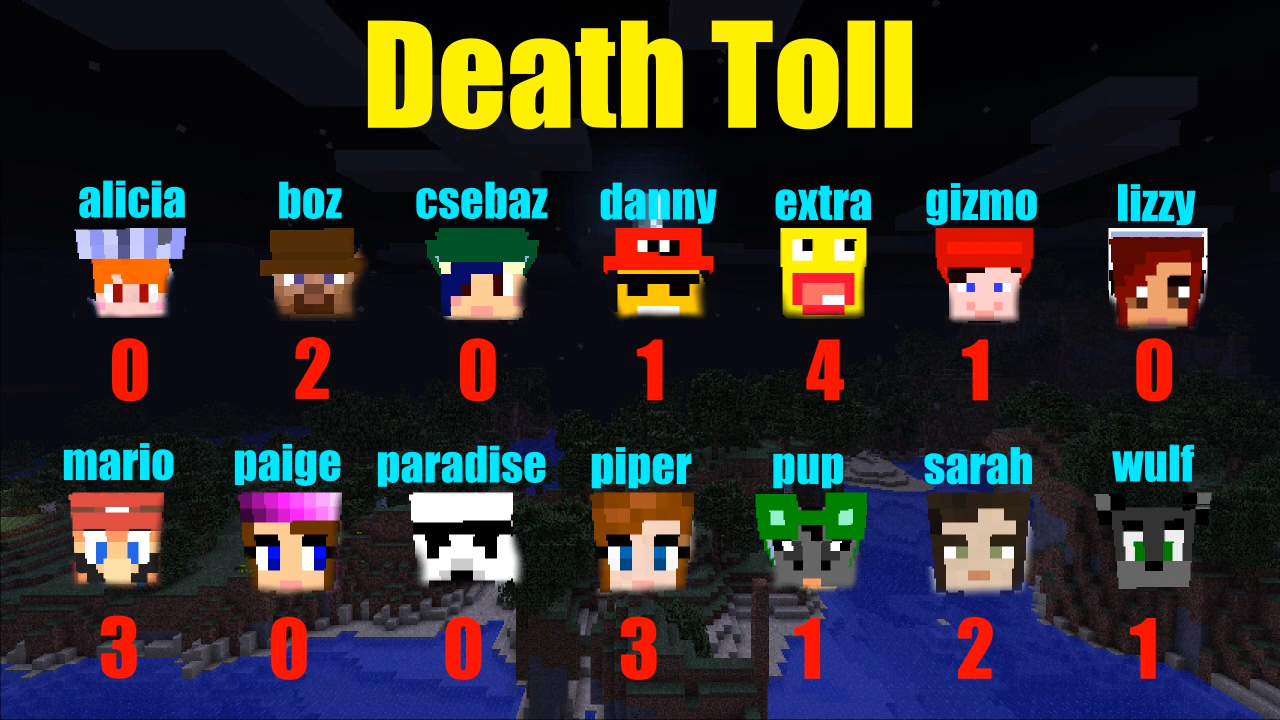 Death Toll
alicia boz csebaz danny extra gizmo lizzy
0 2 0 1 4 1 0
mario paige paradise piper pup sarah wulf
3 0 0 3 1 2 1